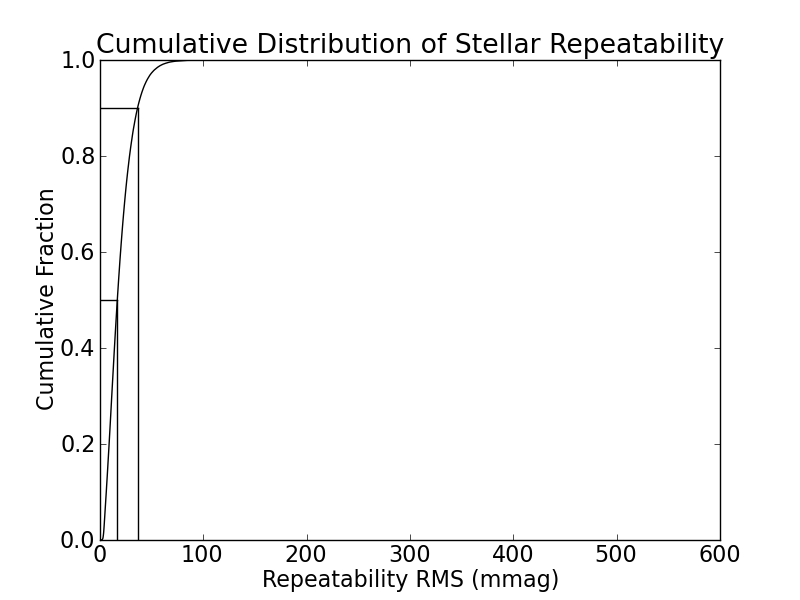 Cumulative Distribution of Stellar Repeatability
1.0
0.8
0.6
0.4
0.2
0.0
Cumulative Fraction
0 100 200 300 400 500 600
Repeatability RMS (mmag)